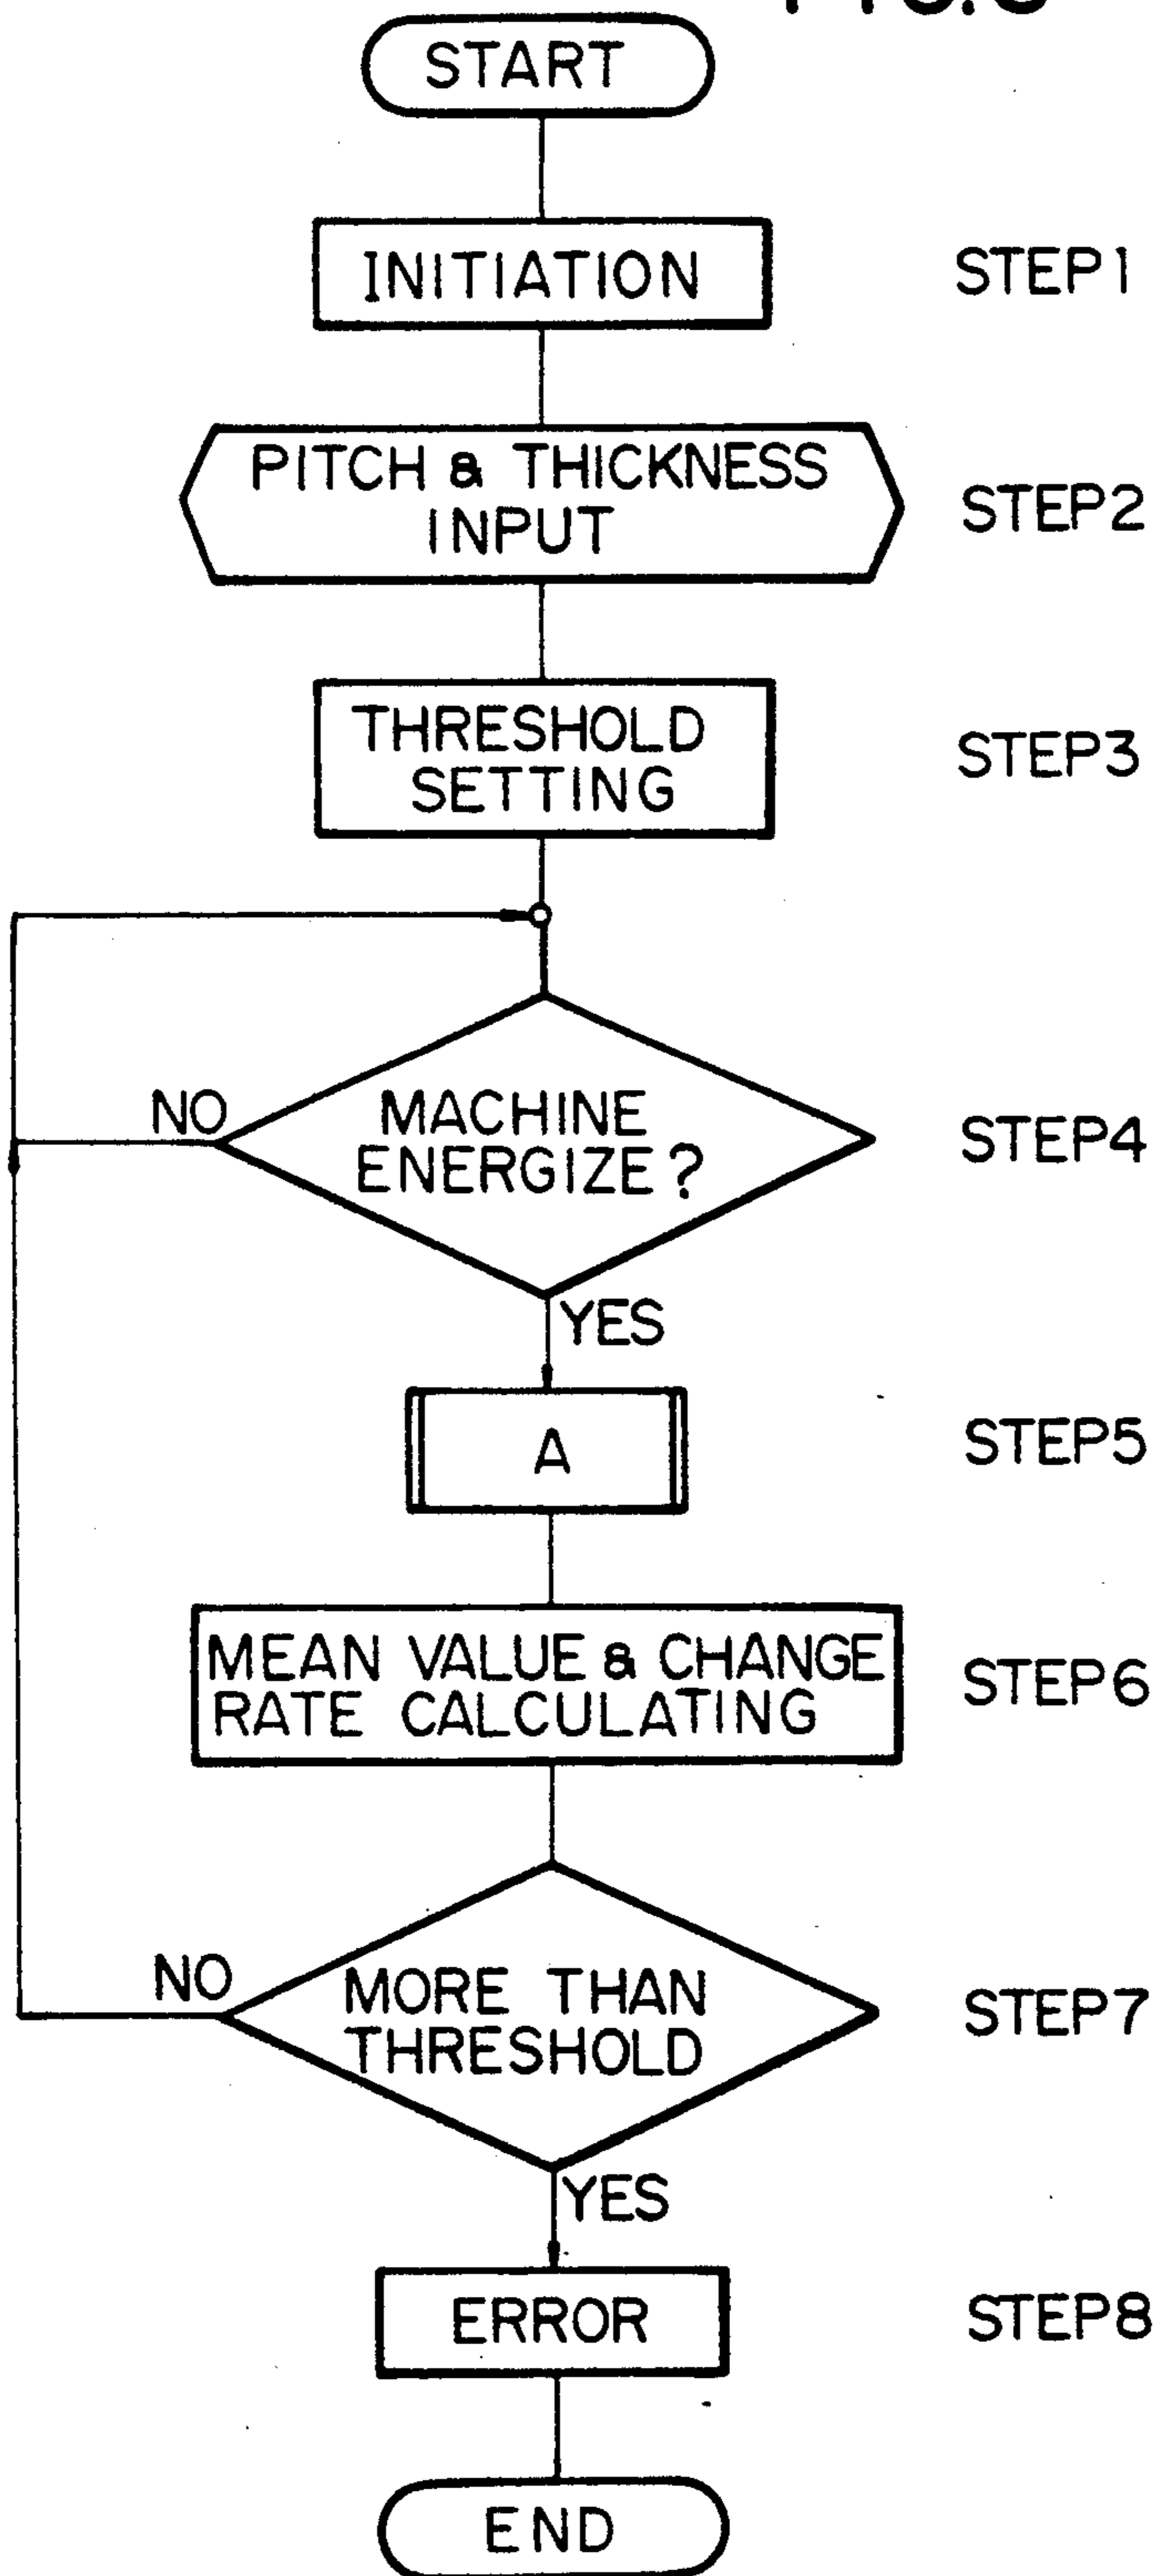 START
INITIATION
STEP1
PITCH & THICKNESS
INPUT
STEP2
THRESHOLD
SETTING
STEP3
NO
MACHINE
ENERGIZE?
STEP4
YES
A
STEP5
MEAN VALUE & CHANGE
RATE CALCULATING
STEP6
NO
MORE THAN
THRESHOLD
STEP7
YES
ERROR
STEP8
END